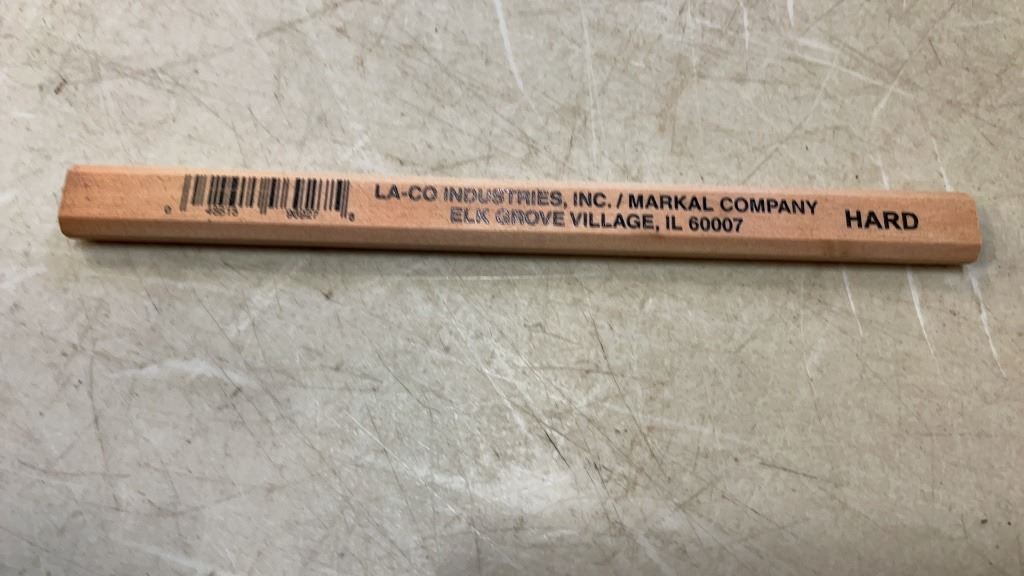 LA-CO INDUSTRIES, INC. / MARKAL COMPANY
ELK GROVE VILLAGE, IL 60007
HARD